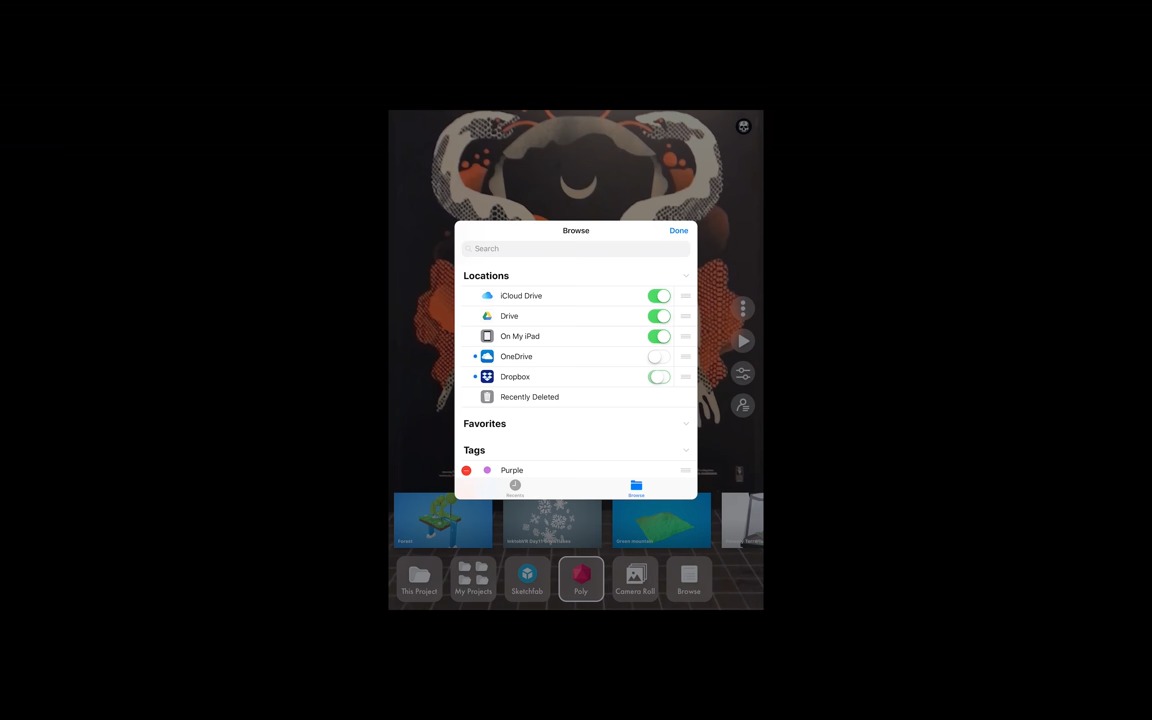 Browse
Done
Search
Locations
iCloud Drive
Drive
On My iPad
OneDrive
Dropbox
Recently Deleted
Favorites
Tags
Purple
Recents
Browse
Forest
Green mountain
This Project
My Projects
Sketchfab
Poly
Camera Roll
Browse